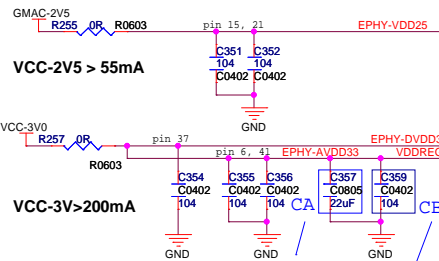 GMAC-2V5
R255 0R R0603 pin 15, 21 EPHY-VDD25
C351 C352
104 104
C0402 C0402
VCC-2V5 > 55mA
GND
VCC-3V0
R257 0R pin 37 EPHY-DVDD3
R0603 pin 6, 41 EPHY-AVDD33 VDDREG
C354 C355 C356 C357 C359
C0402 C0402 C0402 C0805 C0402
104 104 104 22uF 104
CA CB
VCC-3V>200mA
GND GND GND GND